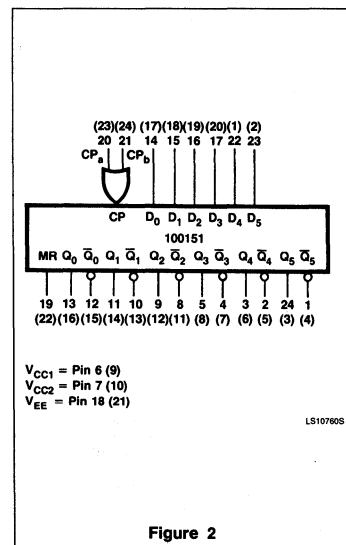 (23) (24) (17) (18) (19) (20) (1) (2)
20 21 14 15 16 17 22 23
CPa CPb
CP D0 D1 D2 D3 D4 D5
100151
MR Q0 Q̅0 Q1 Q̅1 Q2 Q̅2 Q3 Q̅3 Q4 Q̅4 Q5 Q̅5
19 13 12 11 10 9 8 5 4 3 2 24 1
(22) (16) (15) (14) (13) (12) (11) (8) (7) (6) (5) (3) (4)
VCC1 = Pin 6 (9)
VCC2 = Pin 7 (10)
VEE = Pin 18 (21)
LS10760S
Figure 2